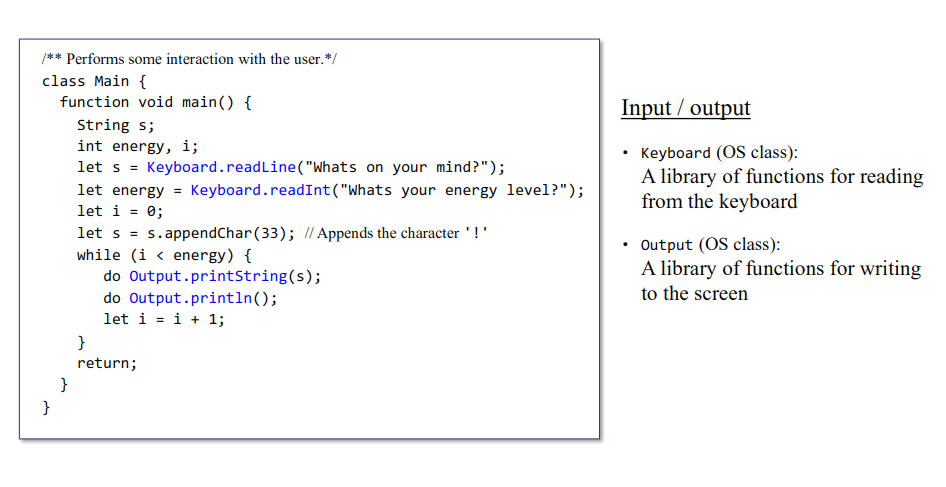 /** Performs some interaction with the user.*/
class Main {
function void main() {
String s;
int energy, i;
let s = Keyboard.readLine("Whats on your mind?");
let energy = Keyboard.readInt("Whats your energy level?");
let i = 0;
let s = s.appendChar(33); // Appends the character '!'
while (i < energy) {
do Output.printString(s);
do Output.println();
let i = i + 1;
}
return;
}
}
Input / output
• Keyboard (OS class):
A library of functions for reading
from the keyboard
• Output (OS class):
A library of functions for writing
to the screen